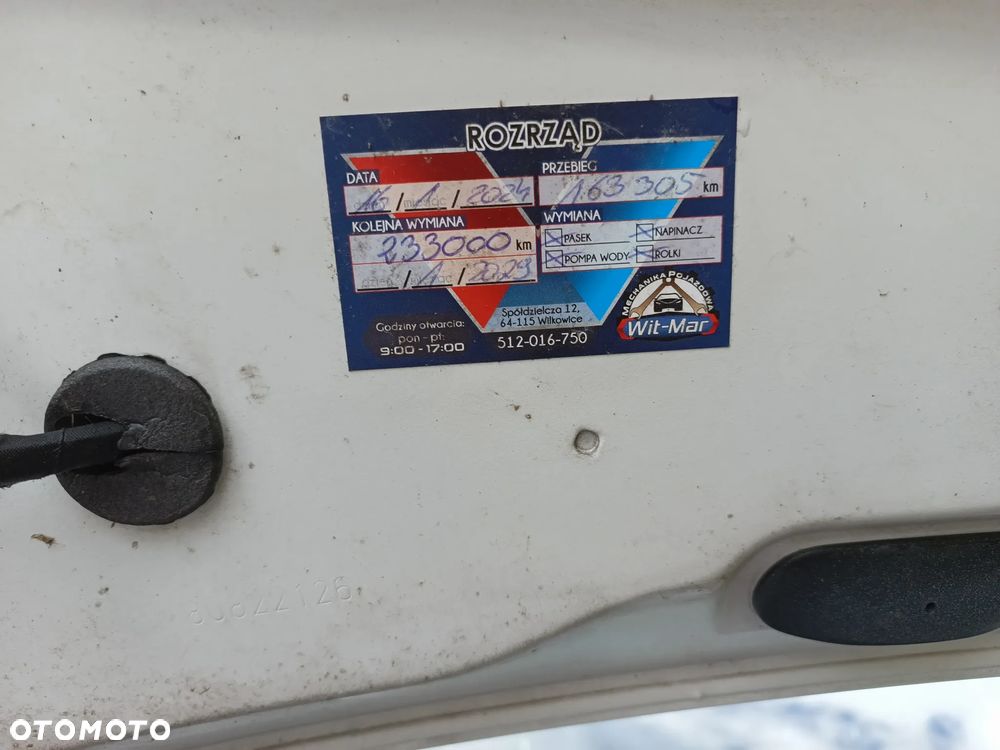 ROZRZĄD
DATA
16 / 1 / 2024
PRZEBIEG
163 305 km
KOLEJNA WYMIANA
233000 km
/ 1 / 2029
WYMIANA
PASEK
NAPINACZ
POMPA WODY
ROLKI
Godziny otwarcia:
pon - pt:
9:00 - 17:00
Spółdzielcza 12,
64-115 Wilkowice
512-016-750
MECHANIKA POJAZDOWA
Wit-Mar
OTOMOTO